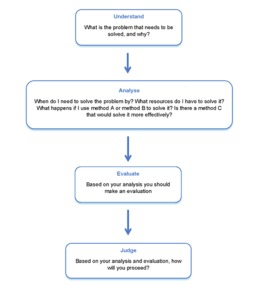 Understand
What is the problem that needs to be
solved, and why?
Analyse
When do I need to solve the problem by? What resources do I have to solve it?
What happens if I use method A or method B to solve it? Is there a method C
that would solve it more effectively?
Evaluate
Based on your analysis you should
make an evaluation
Judge
Based on your analysis and evaluation, how
will you proceed?